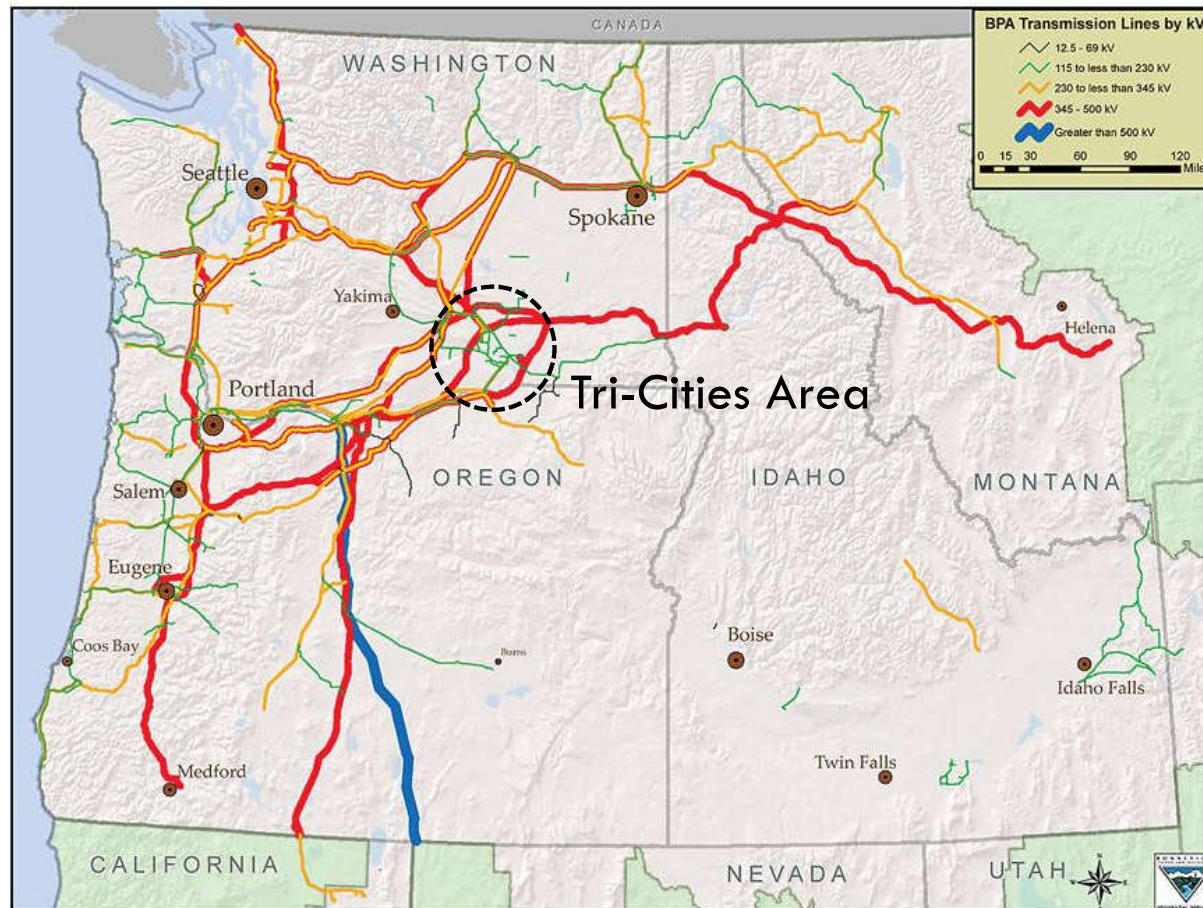 CANADA
BPA Transmission Lines by kV
12.5 - 69 kV
115 to less than 230 kV
230 to less than 345 kV
345 - 500 kV
Greater than 500 kV
0 15 30 60 90 120
Mile
WASHINGTON
Seattle
Spokane
Yakima
Helena
Tri-Cities Area
Portland
OREGON
IDAHO
MONTANA
Salem
Eugene
Coos Bay
Burns
Boise
Idaho Falls
Medford
Twin Falls
CALIFORNIA
NEVADA
UTAH